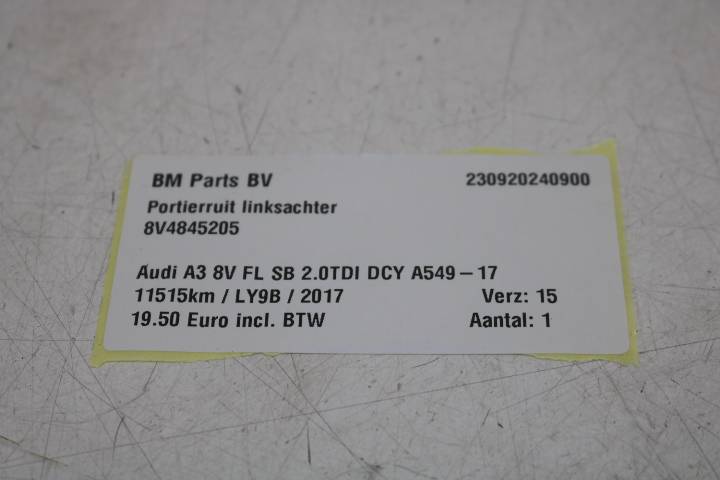 BM Parts BV 230920240900
Portierruit linksachter
8V4845205
Audi A3 8V FL SB 2.0TDI DCY A549-17
11515km / LY9B / 2017 Verz: 15
19.50 Euro incl. BTW Aantal: 1